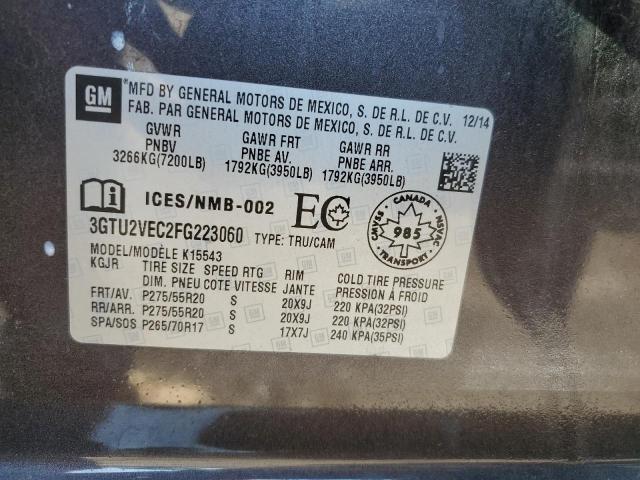 GM
*MFD BY GENERAL MOTORS DE MEXICO, S. DE R.L. DE C.V. 12/14
FAB. PAR GENERAL MOTORS DE MEXICO, S. DE R.L. DE C.V.
GVWR GAWR FRT GAWR RR
PNBV PNBE AV. PNBE ARR.
3266KG(7200LB) 1792KG(3950LB) 1792KG(3950LB)
ICES/NMB-002 EC
CANADA
CMVSS 985 NSVAC
TRANSPORT
3GTU2VEC2FG223060 TYPE: TRU/CAM
MODEL/MODÈLE K15543
KGJR TIRE SIZE SPEED RTG RIM COLD TIRE PRESSURE
DIM. PNEU COTE VITESSE JANTE PRESSION À FROID
FRT/AV. P275/55R20 S 20X9J 220 KPA(32PSI)
RR/ARR. P275/55R20 S 20X9J 220 KPA(32PSI)
SPA/SOS P265/70R17 S 17X7J 240 KPA(35PSI)